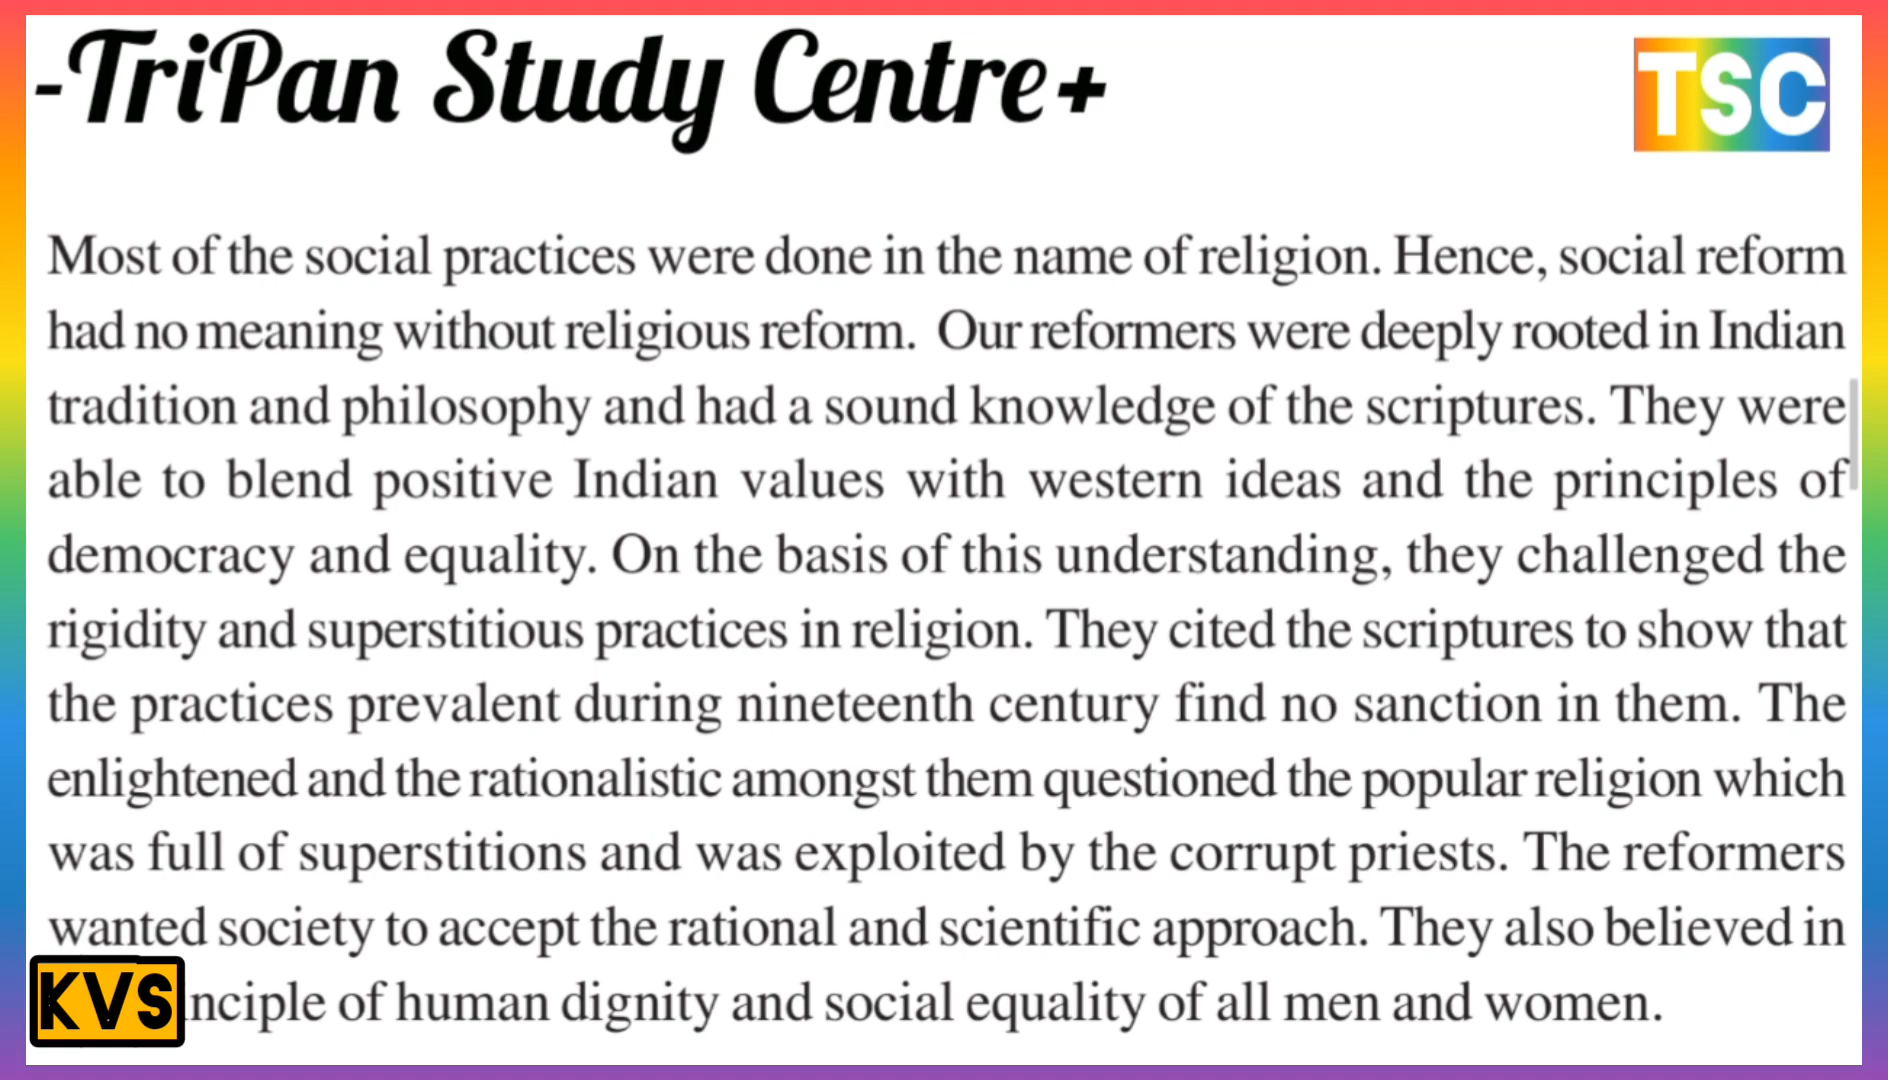 -TriPan Study Centre+
TSC
Most of the social practices were done in the name of religion. Hence, social reform
had no meaning without religious reform. Our reformers were deeply rooted in Indian
tradition and philosophy and had a sound knowledge of the scriptures. They were
able to blend positive Indian values with western ideas and the principles of
democracy and equality. On the basis of this understanding, they challenged the
rigidity and superstitious practices in religion. They cited the scriptures to show that
the practices prevalent during nineteenth century find no sanction in them. The
enlightened and the rationalistic amongst them questioned the popular religion which
was full of superstitions and was exploited by the corrupt priests. The reformers
wanted society to accept the rational and scientific approach. They also believed in
KVS nciple of human dignity and social equality of all men and women.